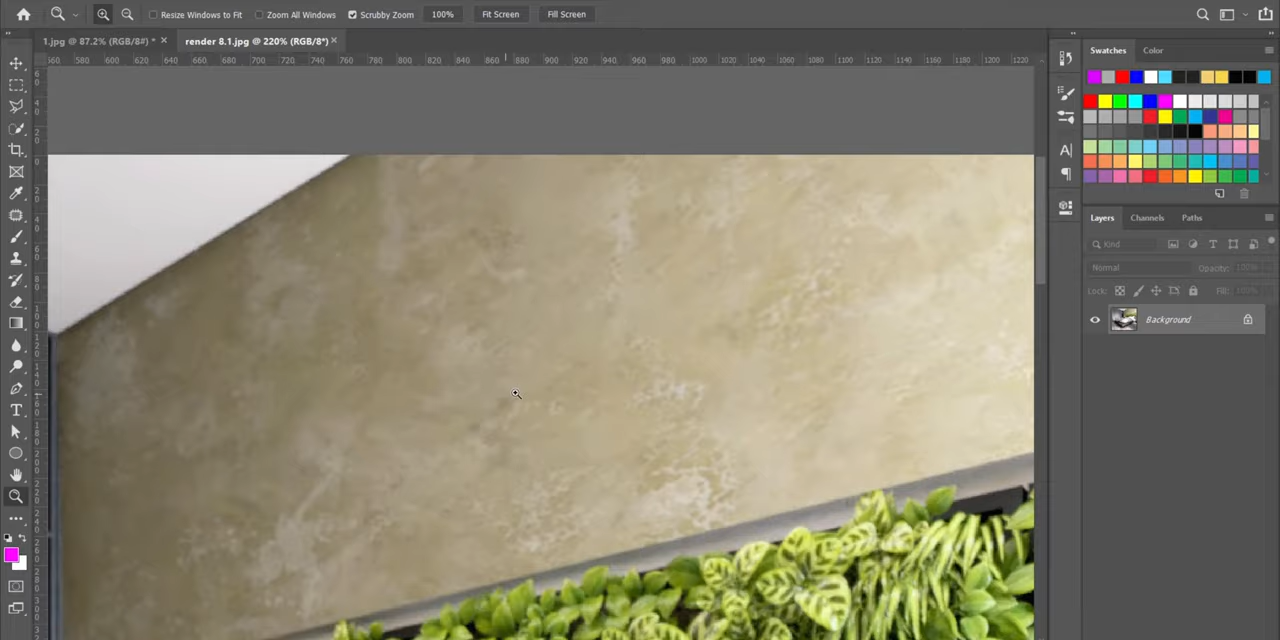 Resize Windows to Fit Zoom All Windows Scrubby Zoom 100% Fit Screen Fill Screen
1.jpg @ 87.2% (RGB/8#) * × render 8.1.jpg @ 220% (RGB/8*) ×
560 580 600 620 640 660 680 700 720 740 760 780 800 820 840 860 880 900 920 940 960 980 1000 1020 1040 1060 1080 1100 1120 1140 1160 1180 1200 1220
Swatches Color
Layers Channels Paths
Kind
Normal Opacity: 100%
Lock: Fill: 100%
Background